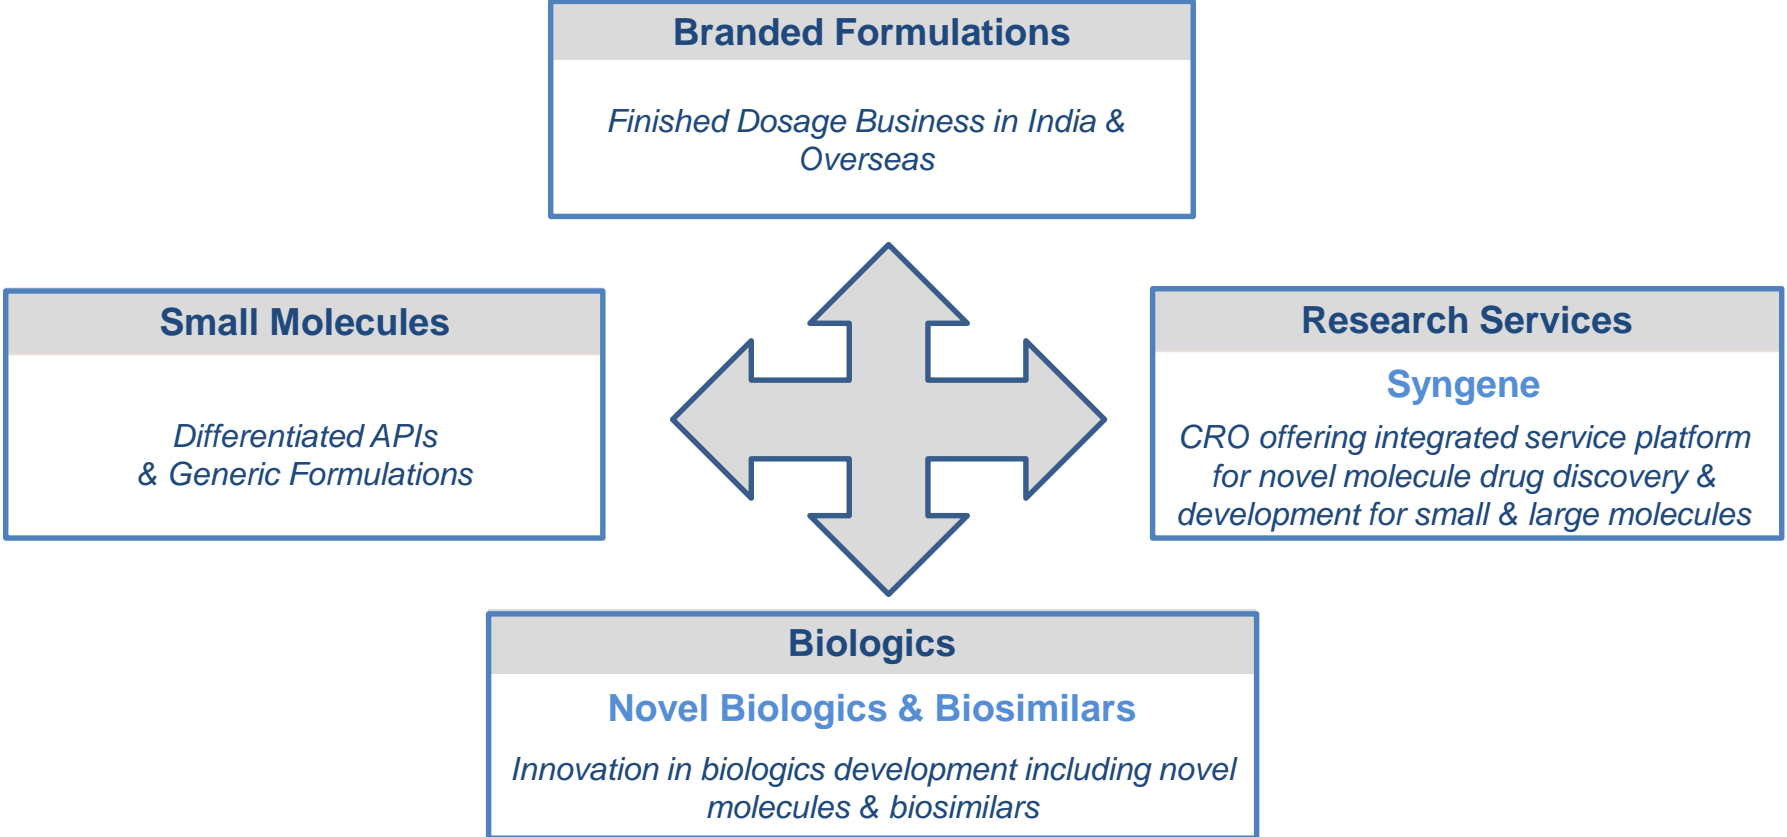 Branded Formulations
Finished Dosage Business in India &
Overseas
Small Molecules
Differentiated APIs
& Generic Formulations
Research Services
Syngene
CRO offering integrated service platform
for novel molecule drug discovery &
development for small & large molecules
Biologics
Novel Biologics & Biosimilars
Innovation in biologics development including novel
molecules & biosimilars